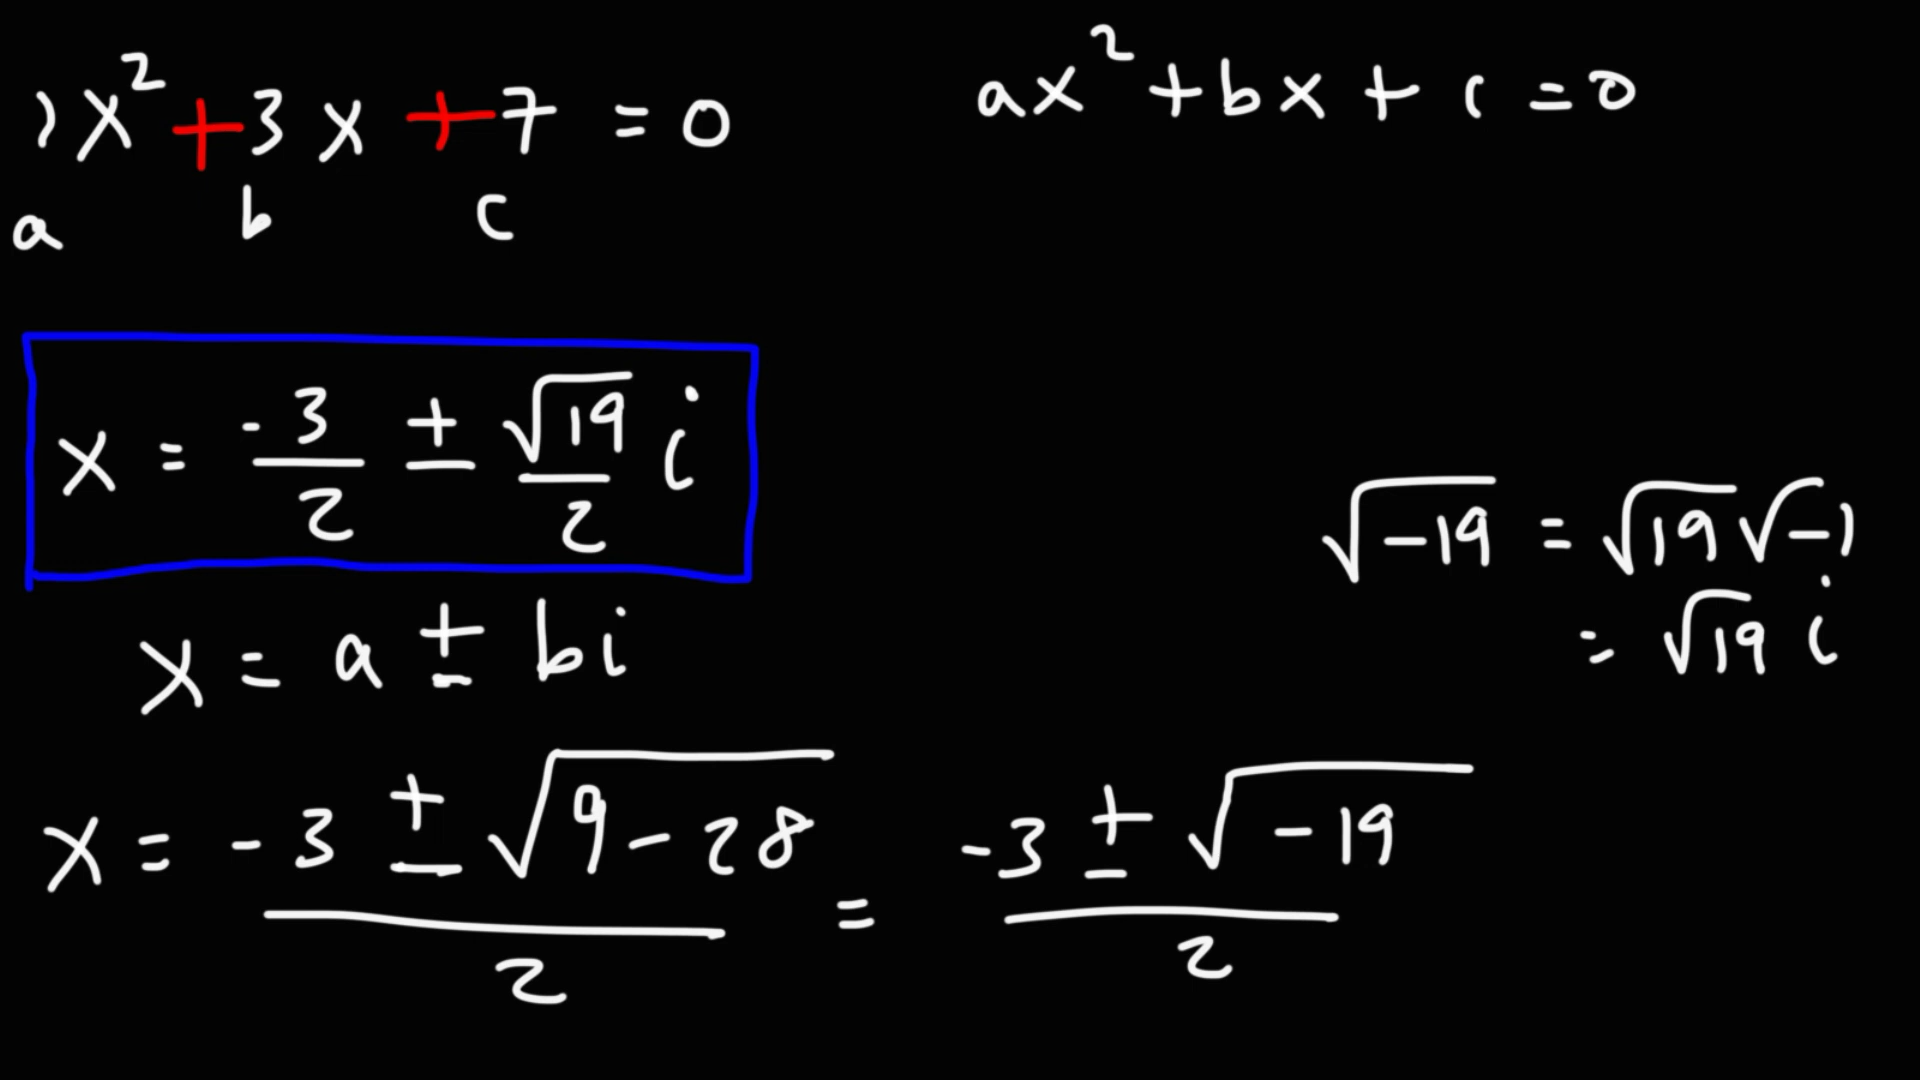 1x² + 3x + 7 = 0
a b c
ax² + bx + c = 0
x = -3/2 ± √19/2 i
x = a ± bi
√-19 = √19 √-1
= √19 i
x = (-3 ± √(9 - 28))/2 = (-3 ± √-19)/2